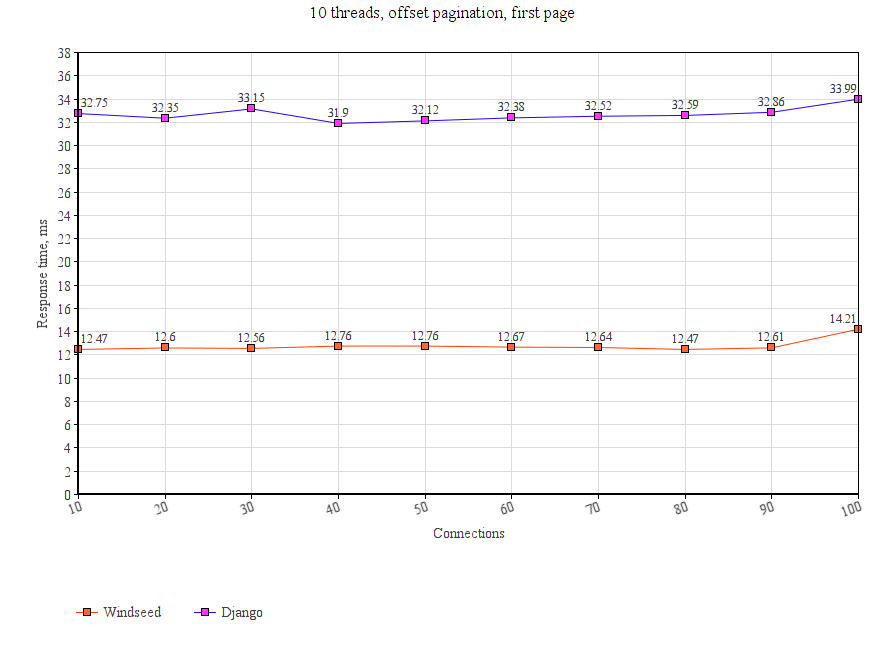 10 threads, offset pagination, first page
38
36
34
32
30
28
26
24
22
20
18
16
14
12
10
8
6
4
2
0
Response time, ms
32.75 32.35 33.15 31.9 32.12 32.38 32.52 32.59 32.86 33.99
12.47 12.6 12.56 12.76 12.76 12.67 12.64 12.47 12.61 14.21
10 20 30 40 50 60 70 80 90 100
Connections
Windseed Django